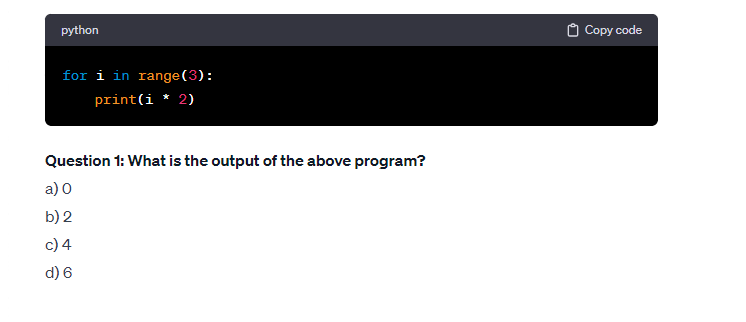 python Copy code
for i in range(3):
    print(i * 2)
Question 1: What is the output of the above program?
a) 0
b) 2
c) 4
d) 6